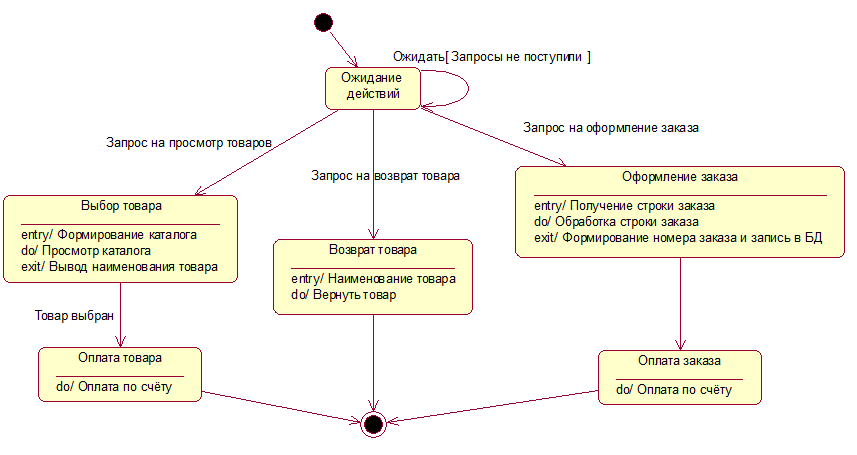 Ожидать[ Запросы не поступили ]
Ожидание
действий
Запрос на оформление заказа
Запрос на просмотр товаров
Запрос на возврат товара
Выбор товара
entry/ Формирование каталога
do/ Просмотр каталога
exit/ Вывод наименования товара
Возврат товара
entry/ Наименование товара
do/ Вернуть товар
Оформление заказа
entry/ Получение строки заказа
do/ Обработка строки заказа
exit/ Формирование номера заказа и запись в БД
Товар выбран
Оплата товара
do/ Оплата по счёту
Оплата заказа
do/ Оплата по счёту